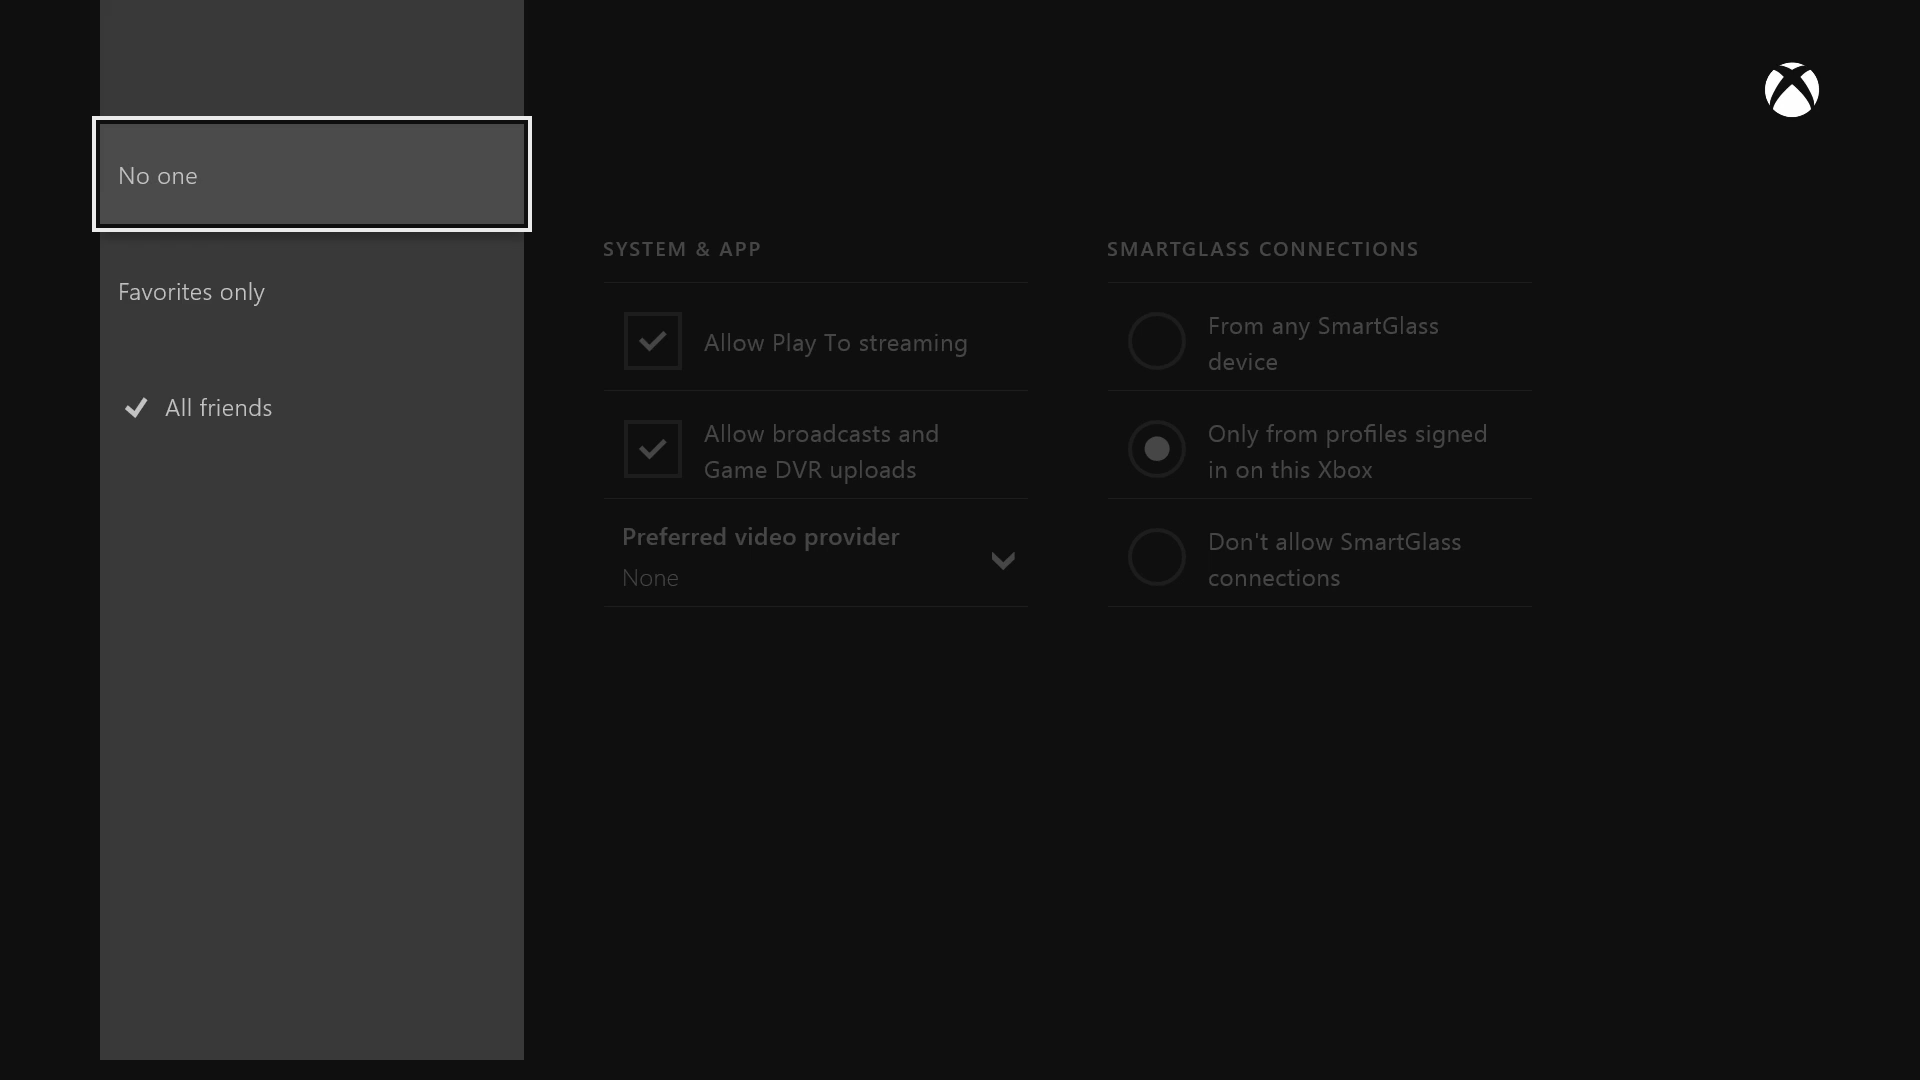 No one
Favorites only
All friends
SYSTEM & APP
Allow Play To streaming
Allow broadcasts and
Game DVR uploads
Preferred video provider
None
SMARTGLASS CONNECTIONS
From any SmartGlass
device
Only from profiles signed
in on this Xbox
Don't allow SmartGlass
connections